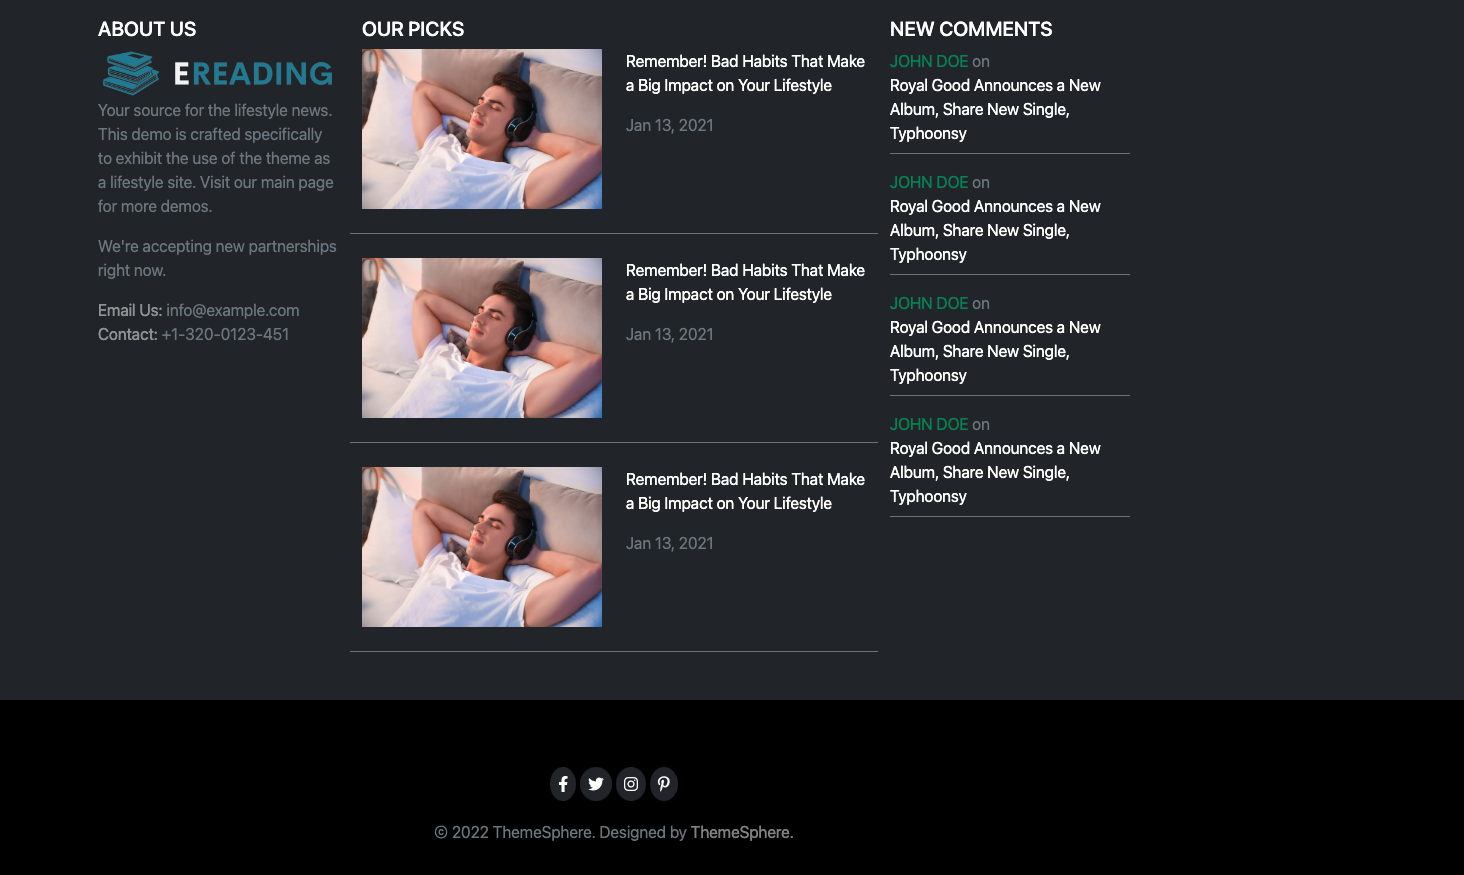 ABOUT US
EREADING
Your source for the lifestyle news.
This demo is crafted specifically
to exhibit the use of the theme as
a lifestyle site. Visit our main page
for more demos.
We're accepting new partnerships
right now.
Email Us: info@example.com
Contact: +1-320-0123-451
OUR PICKS
Remember! Bad Habits That Make
a Big Impact on Your Lifestyle
Jan 13, 2021
Remember! Bad Habits That Make
a Big Impact on Your Lifestyle
Jan 13, 2021
Remember! Bad Habits That Make
a Big Impact on Your Lifestyle
Jan 13, 2021
NEW COMMENTS
JOHN DOE on
Royal Good Announces a New
Album, Share New Single,
Typhoonsy
JOHN DOE on
Royal Good Announces a New
Album, Share New Single,
Typhoonsy
JOHN DOE on
Royal Good Announces a New
Album, Share New Single,
Typhoonsy
JOHN DOE on
Royal Good Announces a New
Album, Share New Single,
Typhoonsy
© 2022 ThemeSphere. Designed by ThemeSphere.